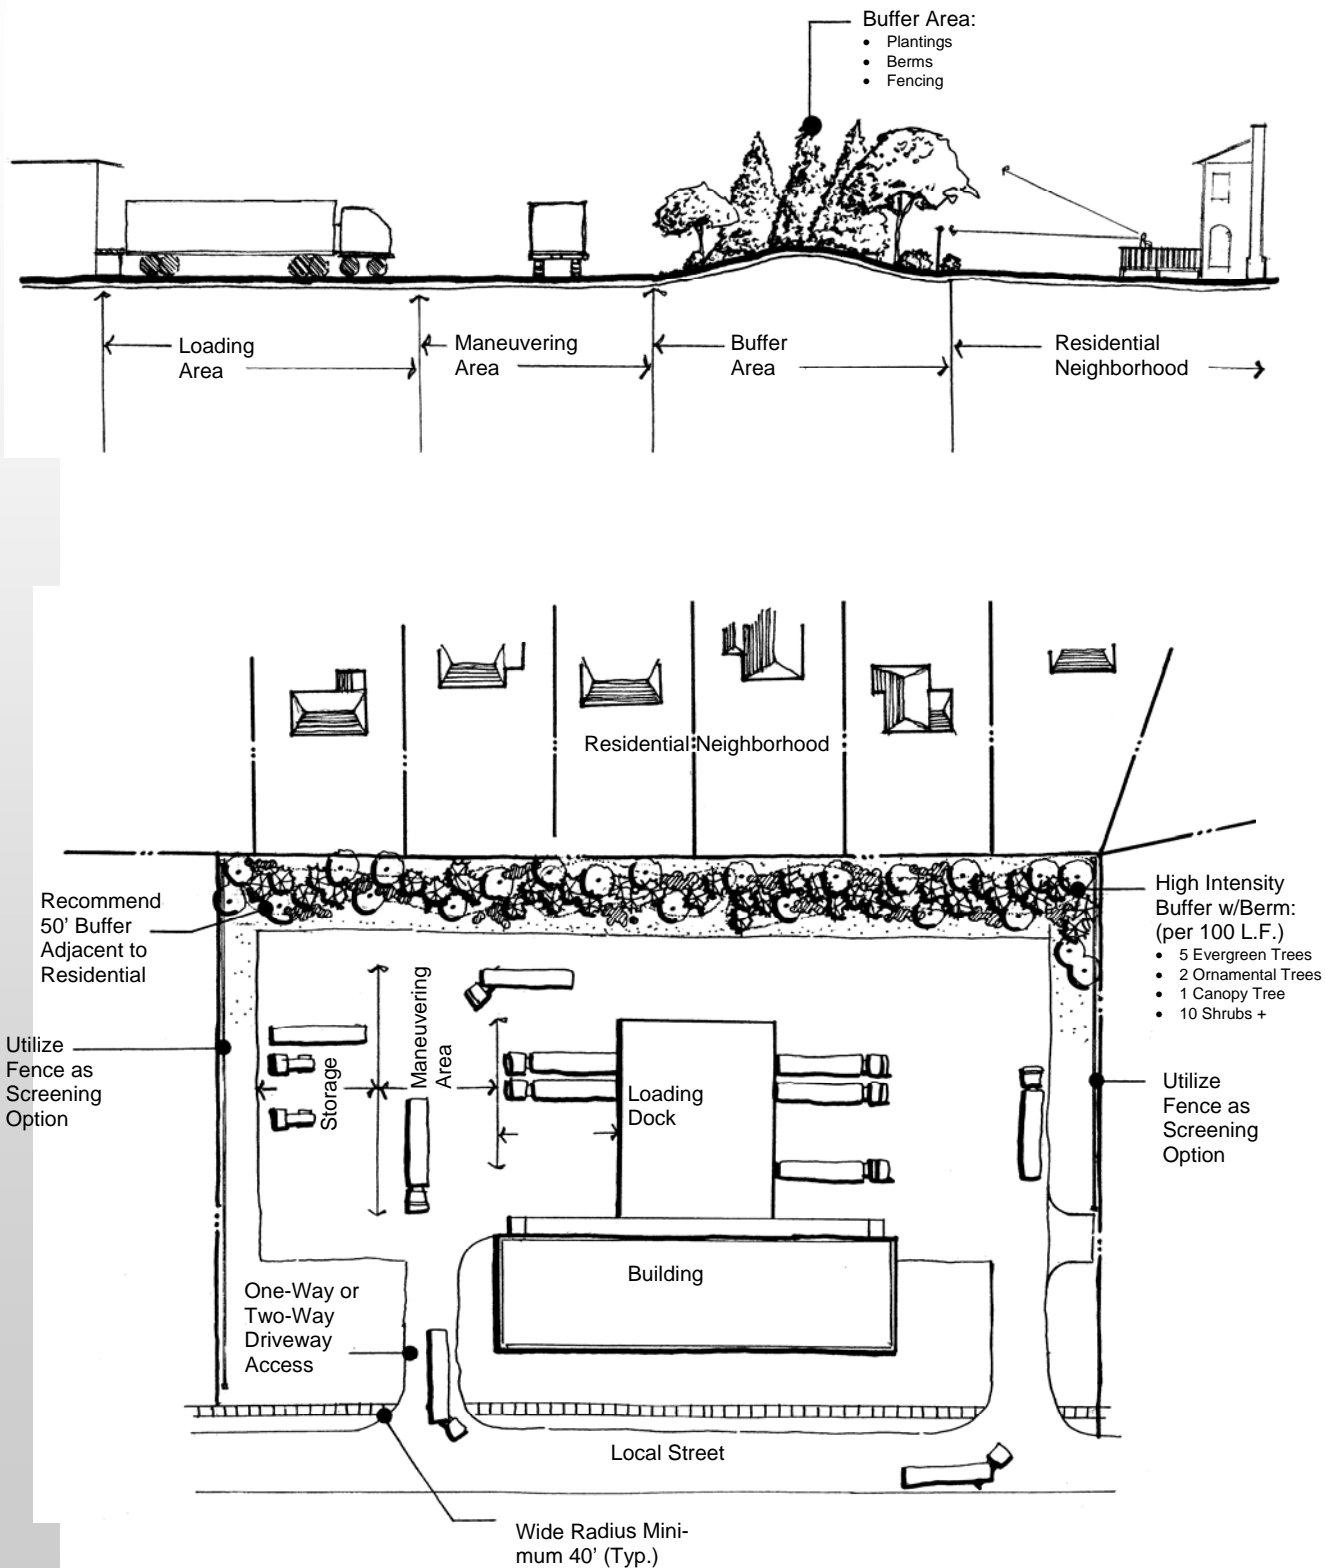 Buffer Area:
• Plantings
• Berms
• Fencing
Loading
Area
Maneuvering
Area
Buffer
Area
Residential
Neighborhood
Residential Neighborhood
Recommend
50’ Buffer
Adjacent to
Residential
High Intensity
Buffer w/Berm:
(per 100 L.F.)
• 5 Evergreen Trees
• 2 Ornamental Trees
• 1 Canopy Tree
• 10 Shrubs +
Utilize
Fence as
Screening
Option
Storage
Maneuvering
Area
Loading
Dock
Utilize
Fence as
Screening
Option
Building
One-Way or
Two-Way
Driveway
Access
Local Street
Wide Radius Mini-
mum 40’ (Typ.)